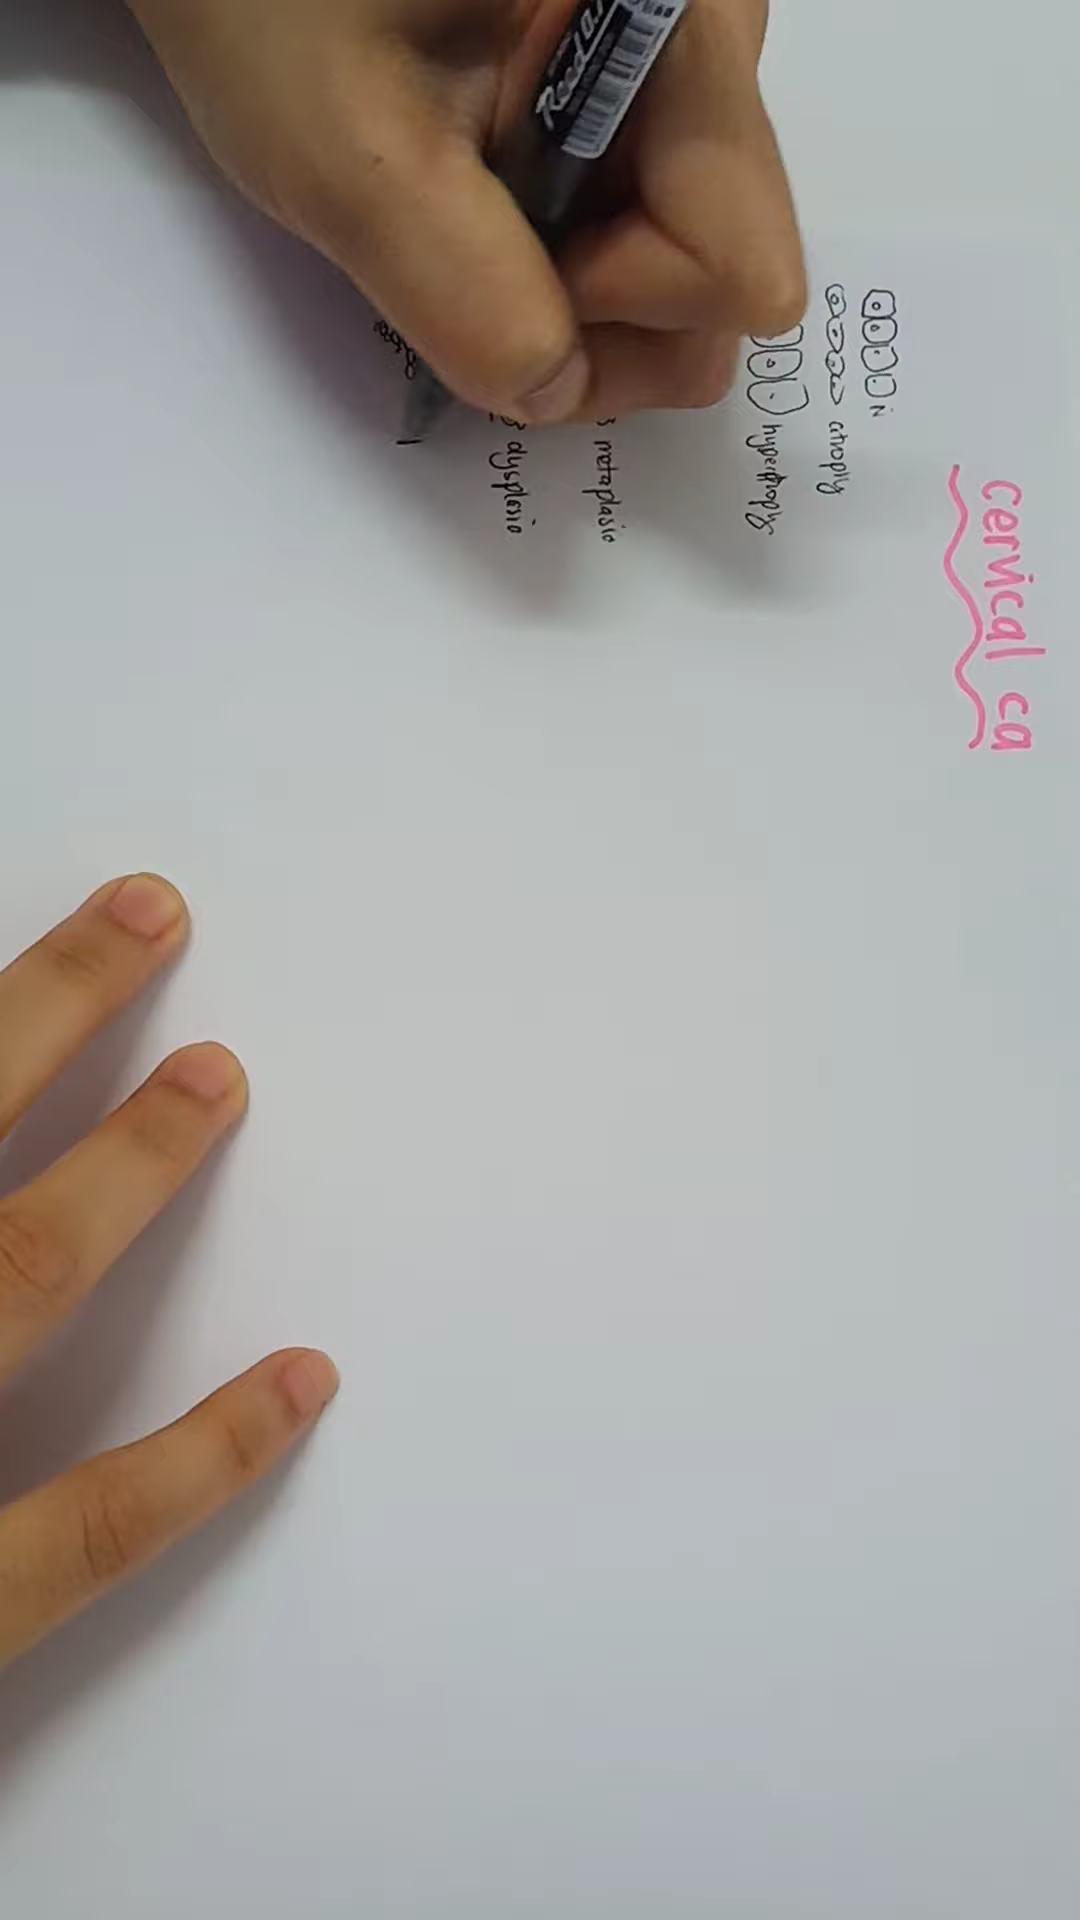 cervical ca
N
atrophy
hypertrophy
metaplasia
dysplasia